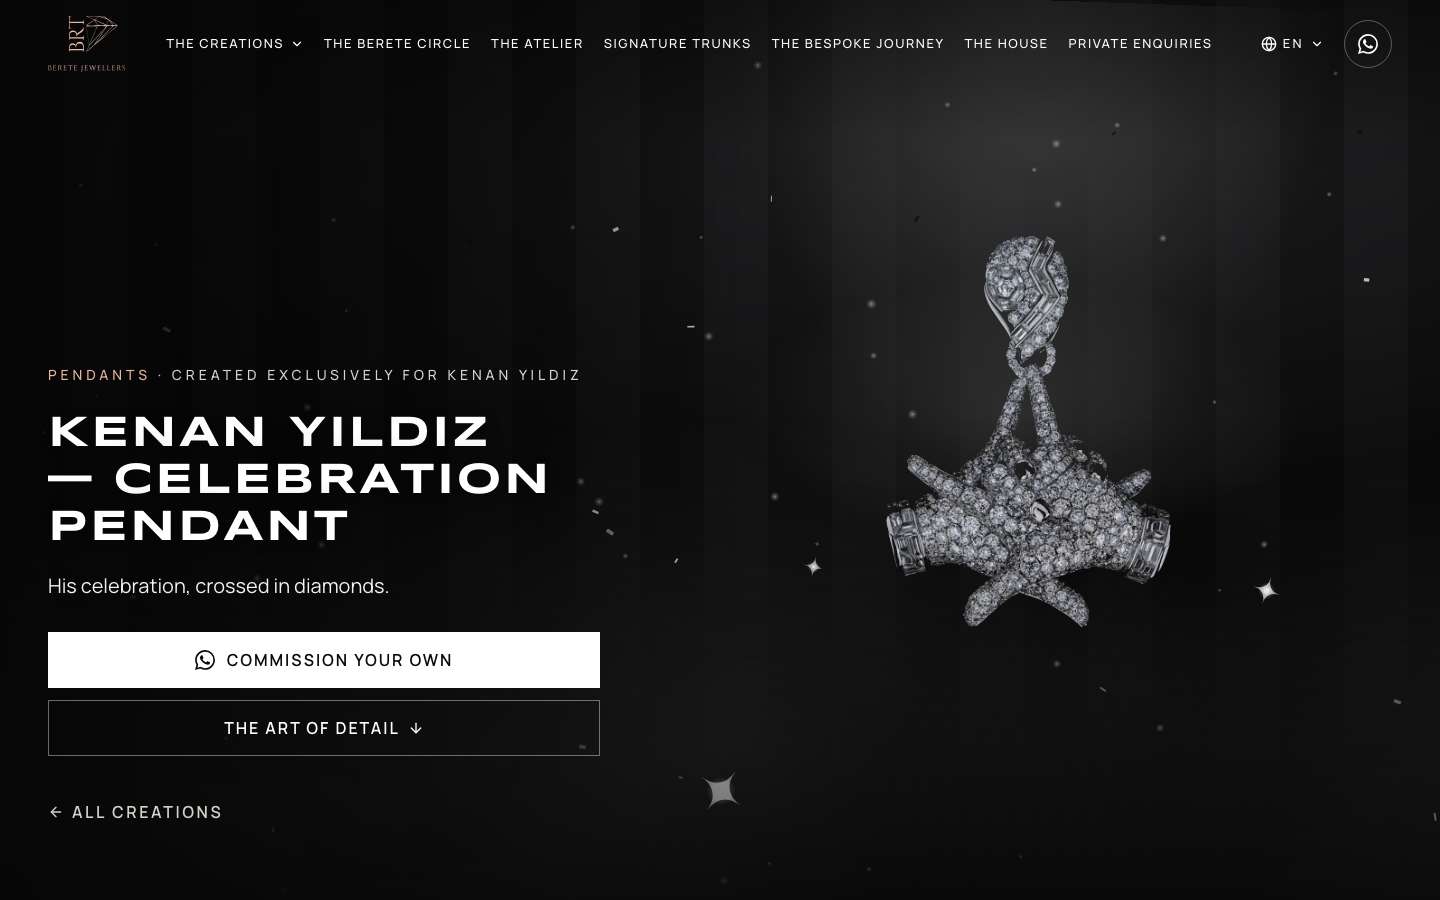 BRT
BERETE JEWELLERS
THE CREATIONS
THE BERETE CIRCLE
THE ATELIER
SIGNATURE TRUNKS
THE BESPOKE JOURNEY
THE HOUSE
PRIVATE ENQUIRIES
EN
PENDANTS · CREATED EXCLUSIVELY FOR KENAN YILDIZ
KENAN YILDIZ
— CELEBRATION
PENDANT
His celebration, crossed in diamonds.
COMMISSION YOUR OWN
THE ART OF DETAIL ↓
← ALL CREATIONS